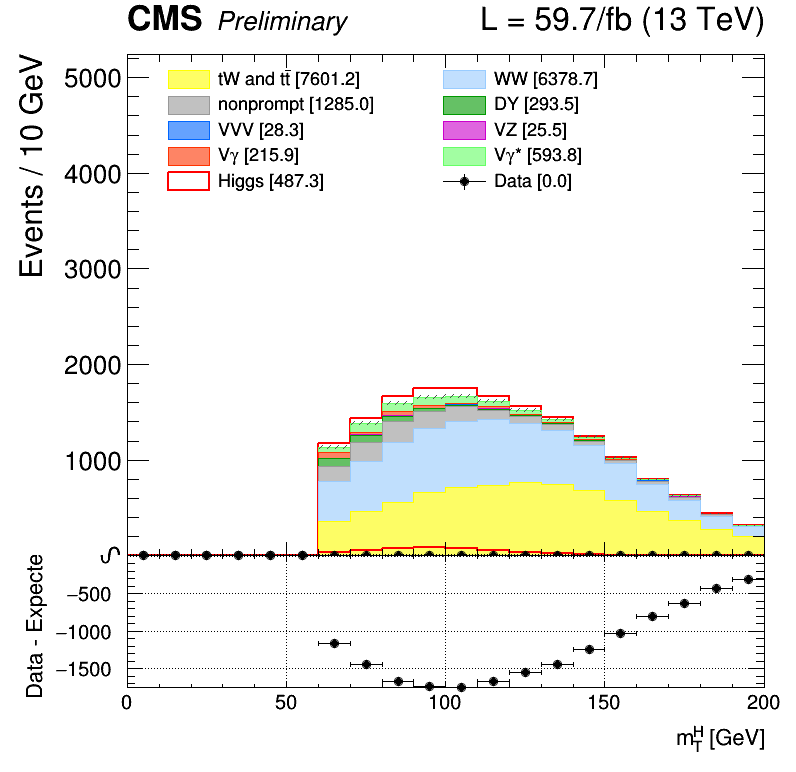 CMS Preliminary L = 59.7/fb (13 TeV)
Events / 10 GeV
5000
4000
3000
2000
1000
0
tW and tt̄ [7601.2]
WW [6378.7]
nonprompt [1285.0]
DY [293.5]
VVV [28.3]
VZ [25.5]
Vγ [215.9]
Vγ* [593.8]
Higgs [487.3]
Data [0.0]
Data - Expecte
−500
−1000
−1500
0 50 100 150 200
m_T^H [GeV]